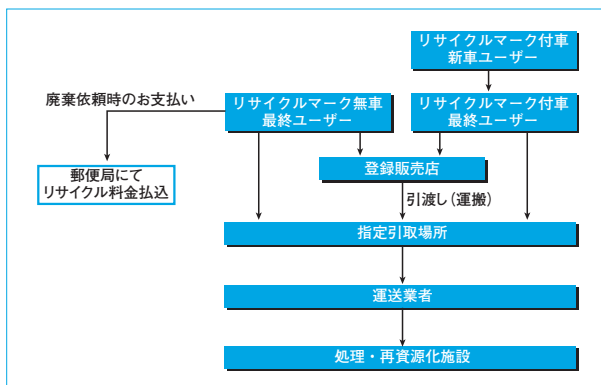 リサイクルマーク付車
新車ユーザー
廃棄依頼時のお支払い
リサイクルマーク無車
最終ユーザー
リサイクルマーク付車
最終ユーザー
郵便局にて
リサイクル料金払込
登録販売店
引渡し（運搬）
指定引取場所
運送業者
処理・再資源化施設